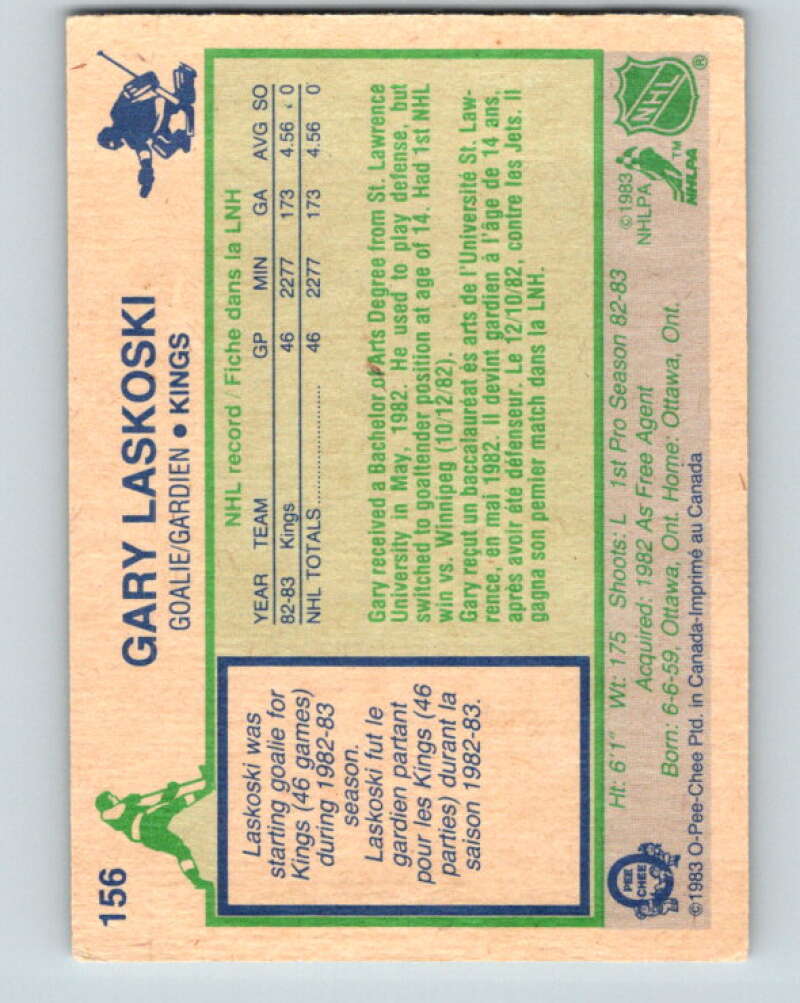 156
GARY LASKOSKI
GOALIE/GARDIEN • KINGS
Laskoski was
starting goalie for
Kings (46 games)
during 1982-83
season.
Laskoski fut le
gardien partant
pour les Kings (46
parties) durant la
saison 1982-83.
NHL record / Fiche dans la LNH
YEAR TEAM GP MIN GA AVG SO
82-83 Kings 46 2277 173 4.56 0
NHL TOTALS 46 2277 173 4.56 0
Gary received a Bachelor of Arts Degree from St. Lawrence
University in May, 1982. He used to play defense, but
switched to goaltender position at age of 14. Had 1st NHL
win vs. Winnipeg (10/12/82).
Gary reçut un baccalauréat és arts de l'Université St. Law-
rence, en mai 1982. Il devint gardien à l'âge de 14 ans,
après avoir été défenseur. Le 12/10/82, contre les Jets. Il
gagna son pemier match dans la LNH.
Ht: 6'1" Wt: 175 Shoots: L 1st Pro Season 82-83
Acquired: 1982 As Free Agent
Born: 6-6-59, Ottawa, Ont. Home: Ottawa, Ont.
©1983 O-Pee-Chee Ptd. in Canada-Imprimé au Canada
O
PEE
CHEE
©1983
NHLPA
NHL
®
TM
NHLPA